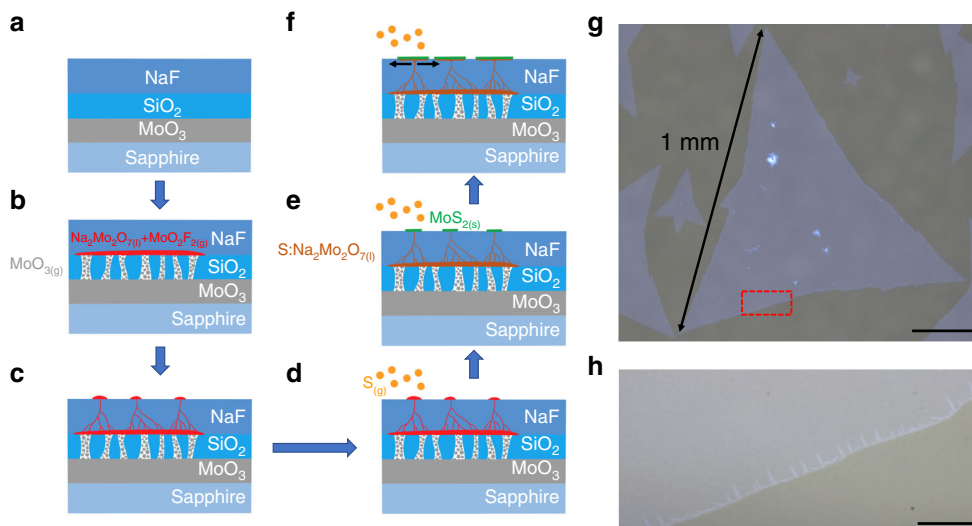 a
NaF
SiO₂
MoO₃
Sapphire
b
Na₂Mo₂O₇₍ₗ₎+MoO₂F₂₍g₎
NaF
MoO₃₍g₎
SiO₂
MoO₃
Sapphire
c
NaF
SiO₂
MoO₃
Sapphire
d
S₍g₎
NaF
SiO₂
MoO₃
Sapphire
e
MoS₂₍ₛ₎
S:Na₂Mo₂O₇₍ₗ₎
NaF
SiO₂
MoO₃
Sapphire
f
NaF
SiO₂
MoO₃
Sapphire
g
1 mm
h